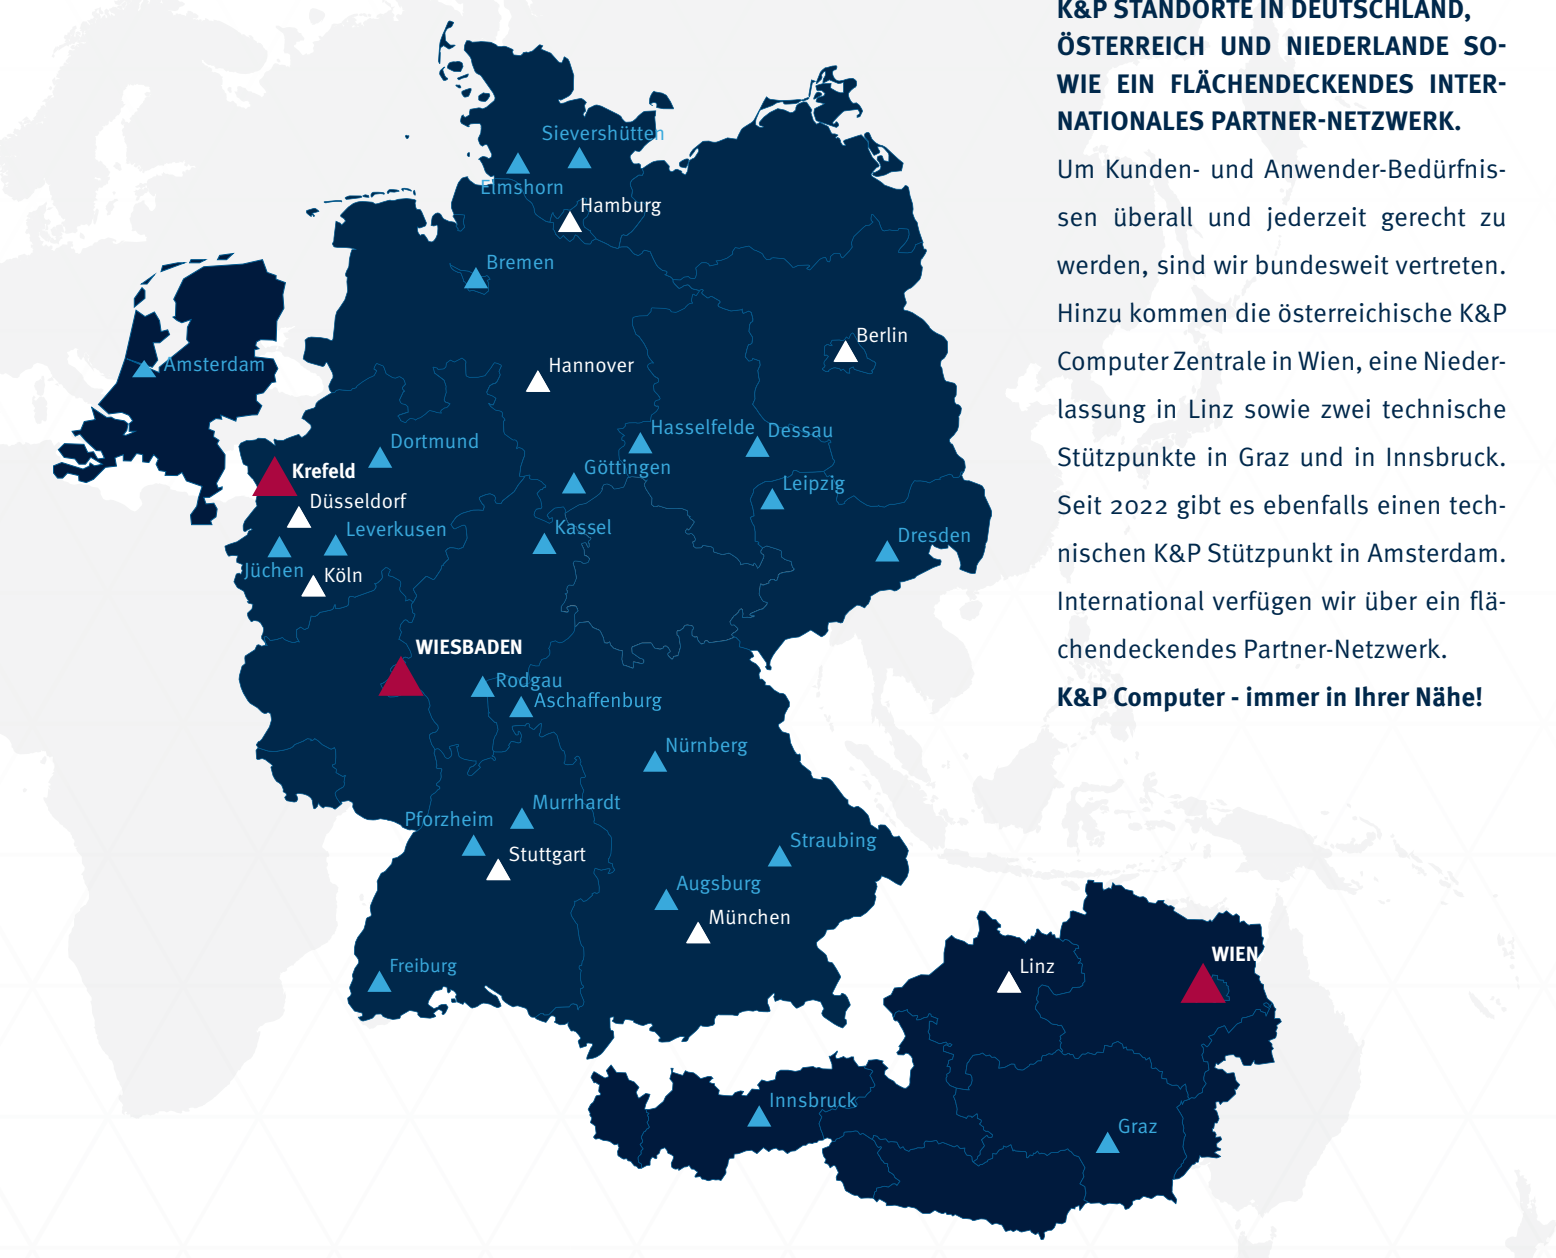 K&P STANDORTE IN DEUTSCHLAND,
ÖSTERREICH UND NIEDERLANDE SO-
WIE EIN FLÄCHENDECKENDES INTER-
NATIONALES PARTNER-NETZWERK.
Um Kunden- und Anwender-Bedürfnis-
sen überall und jederzeit gerecht zu
werden, sind wir bundesweit vertreten.
Hinzu kommen die österreichische K&P
Computer Zentrale in Wien, eine Nieder-
lassung in Linz sowie zwei technische
Stützpunkte in Graz und in Innsbruck.
Seit 2022 gibt es ebenfalls einen tech-
nischen K&P Stützpunkt in Amsterdam.
International verfügen wir über ein flä-
chendeckendes Partner-Netzwerk.
K&P Computer - immer in Ihrer Nähe!
Sievershütten
Elmshorn
Hamburg
Bremen
Berlin
Amsterdam
Hannover
Hasselfelde
Dessau
Dortmund
Göttingen
Krefeld
Leipzig
Düsseldorf
Leverkusen
Kassel
Dresden
Jüchen
Köln
WIESBADEN
Rodgau
Aschaffenburg
Nürnberg
Murrhardt
Pforzheim
Straubing
Stuttgart
Augsburg
München
WIEN
Freiburg
Linz
Innsbruck
Graz